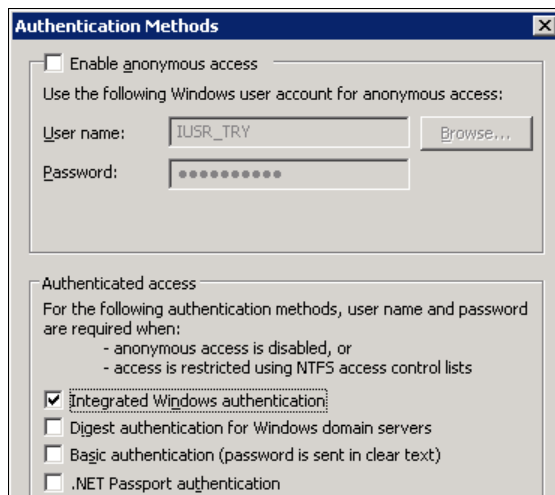 Authentication Methods
Enable anonymous access
Use the following Windows user account for anonymous access:
User name: IUSR_TRY Browse...
Password: ●●●●●●●●●●
Authenticated access
For the following authentication methods, user name and password
are required when:
- anonymous access is disabled, or
- access is restricted using NTFS access control lists
Integrated Windows authentication
Digest authentication for Windows domain servers
Basic authentication (password is sent in clear text)
.NET Passport authentication